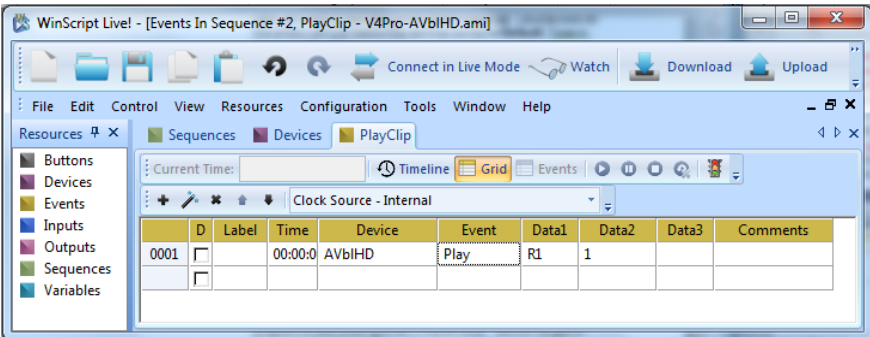 WinScript Live! - [Events In Sequence #2, PlayClip - V4Pro-AVblHD.ami]
Connect in Live Mode Watch Download Upload
File Edit Control View Resources Configuration Tools Window Help
Resources Sequences Devices PlayClip
Buttons
Devices
Events
Inputs
Outputs
Sequences
Variables
Current Time: Timeline Grid Events
Clock Source - Internal
D Label Time Device Event Data1 Data2 Data3 Comments
0001 00:00:0 AVblHD Play R1 1